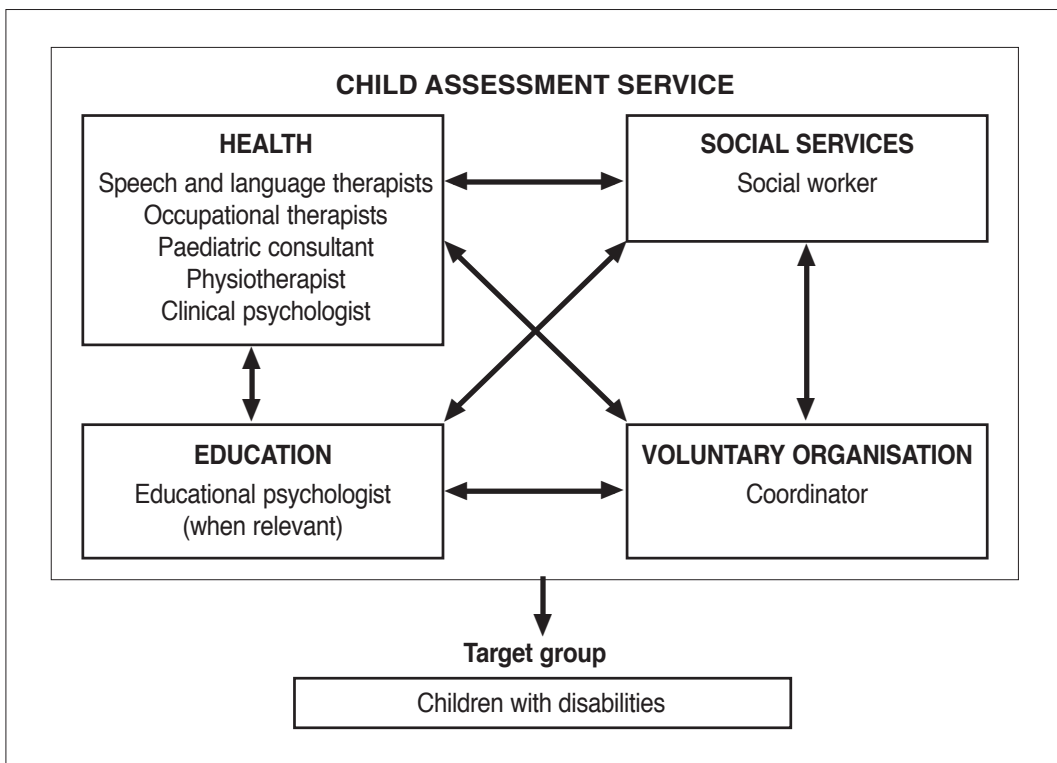 CHILD ASSESSMENT SERVICE
HEALTH
Speech and language therapists
Occupational therapists
Paediatric consultant
Physiotherapist
Clinical psychologist
SOCIAL SERVICES
Social worker
EDUCATION
Educational psychologist
(when relevant)
VOLUNTARY ORGANISATION
Coordinator
Target group
Children with disabilities